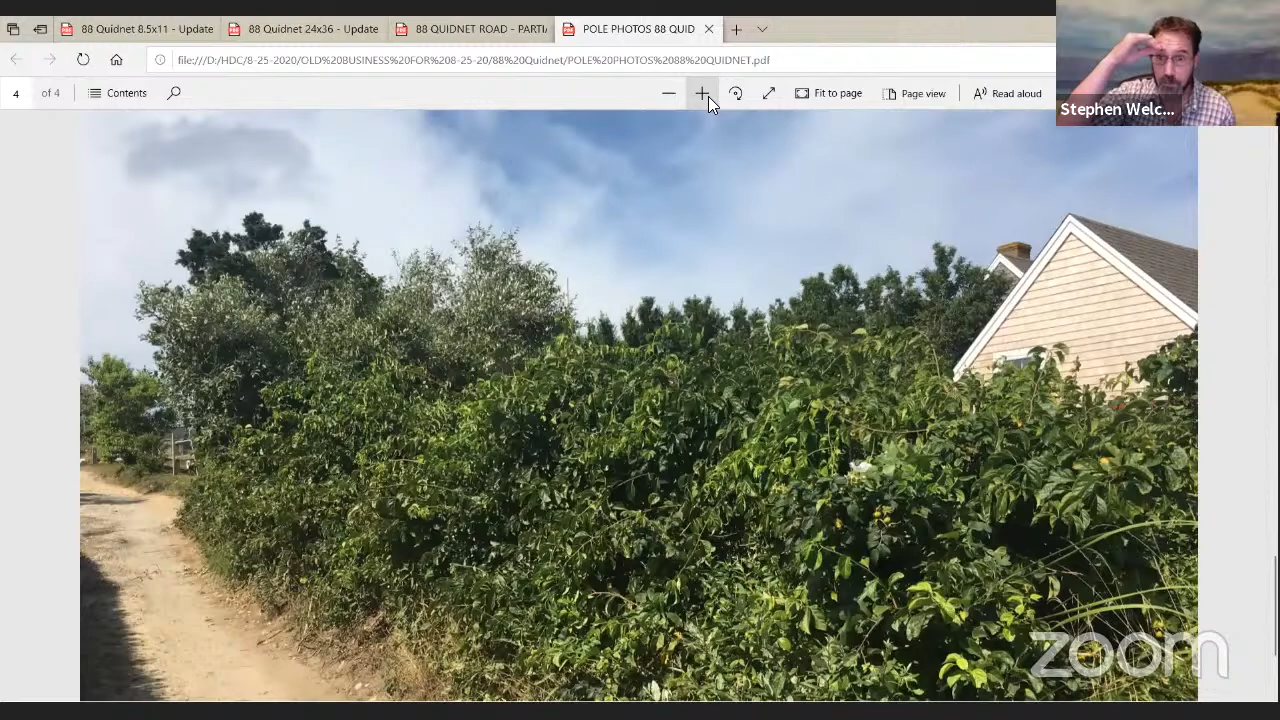 88 Quidnet 8.5x11 - Update
88 Quidnet 24x36 - Update
88 QUIDNET ROAD - PARTI
POLE PHOTOS 88 QUID
file:///D:/HDC/8-25-2020/OLD%20BUSINESS%20FOR%20
/88%20Quidnet/POLE%20PHOTOS%2088%20QUIDNET.pdf
4 of 4
Contents
Fit to page
Page view
Read aloud
Stephen Welc...
zoom